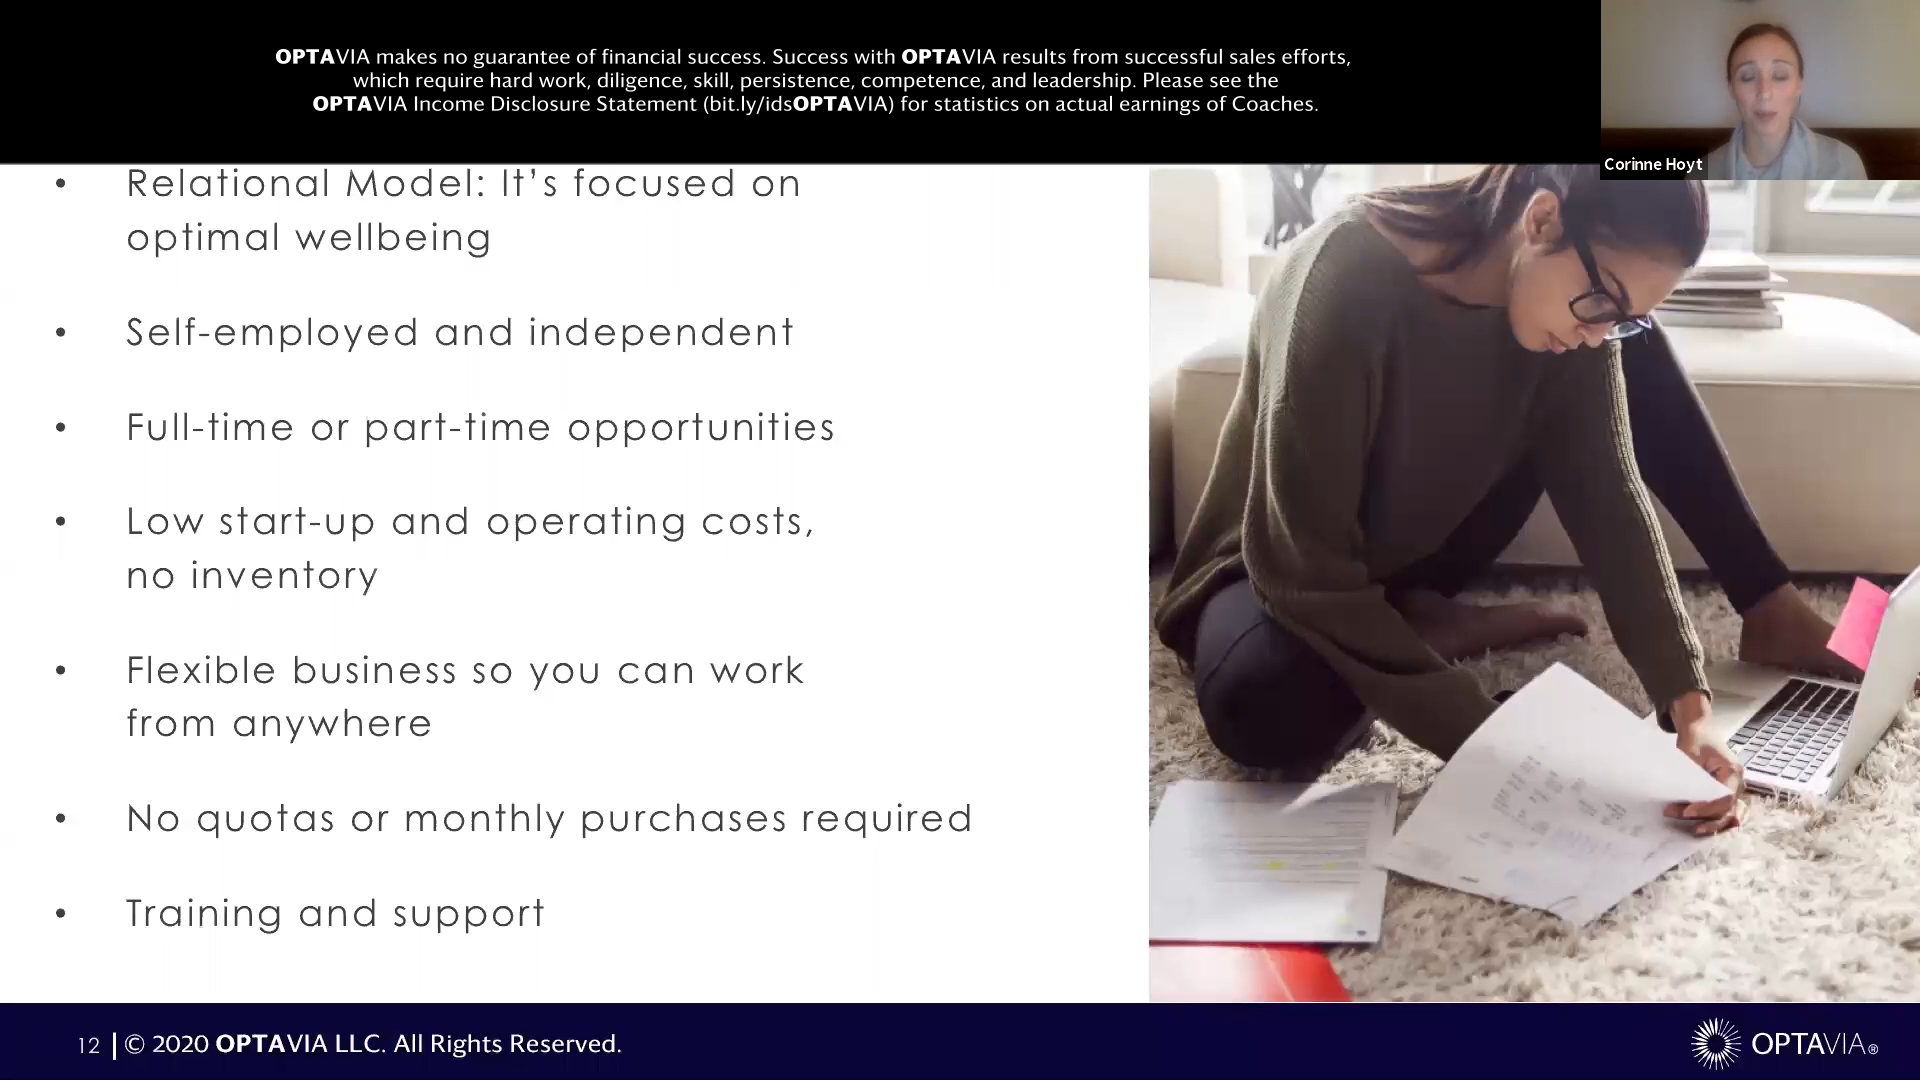 OPTAVIA makes no guarantee of financial success. Success with OPTAVIA results from successful sales efforts,
which require hard work, diligence, skill, persistence, competence, and leadership. Please see the
OPTAVIA Income Disclosure Statement (bit.ly/idsOPTAVIA) for statistics on actual earnings of Coaches.
Corinne Hoyt
• Relational Model: It’s focused on
optimal wellbeing
• Self-employed and independent
• Full-time or part-time opportunities
• Low start-up and operating costs,
no inventory
• Flexible business so you can work
from anywhere
• No quotas or monthly purchases required
• Training and support
12 | © 2020 OPTAVIA LLC. All Rights Reserved.
OPTAVIA®